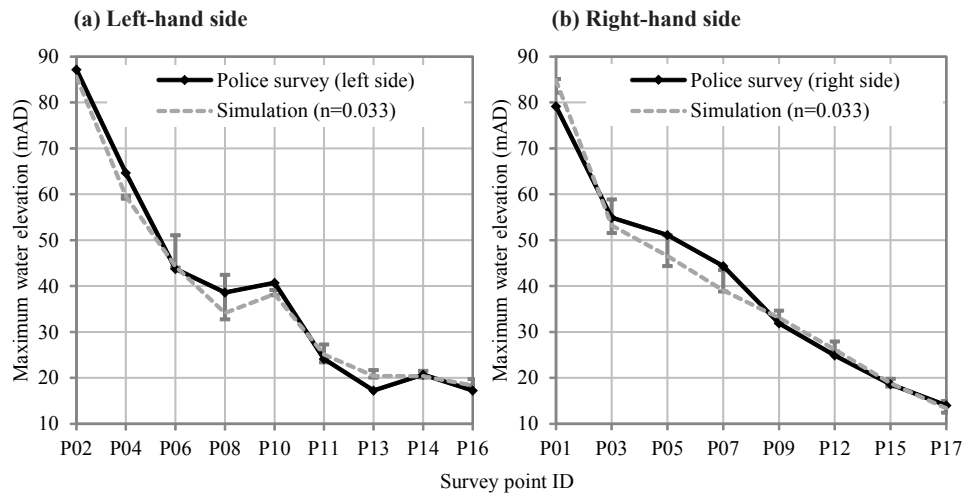 (a) Left-hand side
(b) Right-hand side
Maximum water elevation (mAD)
90
80
70
60
50
40
30
20
10
Police survey (left side)
Simulation (n=0.033)
P02 P04 P06 P08 P10 P11 P13 P14 P16
Maximum water elevation (mAD)
90
80
70
60
50
40
30
20
10
Police survey (right side)
Simulation (n=0.033)
P01 P03 P05 P07 P09 P12 P15 P17
Survey point ID